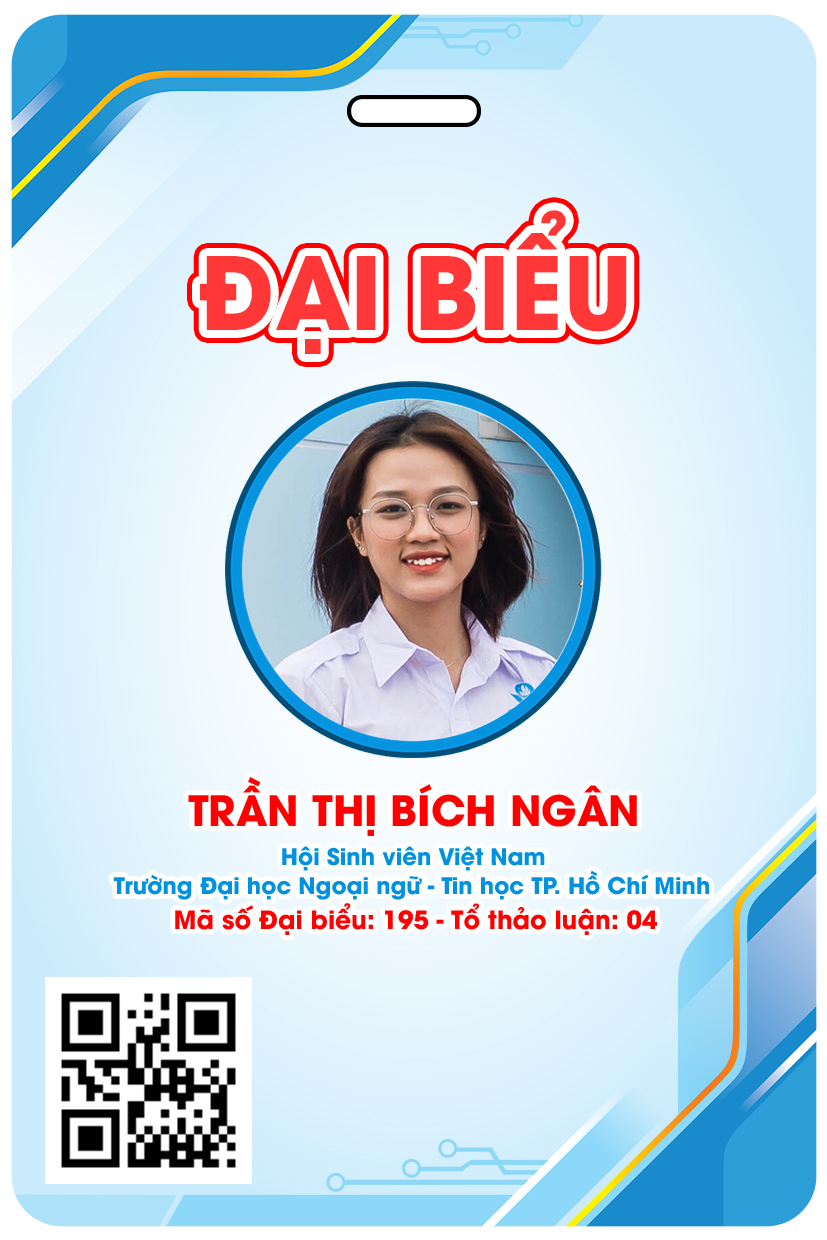 ĐẠI BIỂU
TRẦN THỊ BÍCH NGÂN
Hội Sinh viên Việt Nam
Trường Đại học Ngoại ngữ - Tin học TP. Hồ Chí Minh
Mã số Đại biểu: 195 - Tổ thảo luận: 04